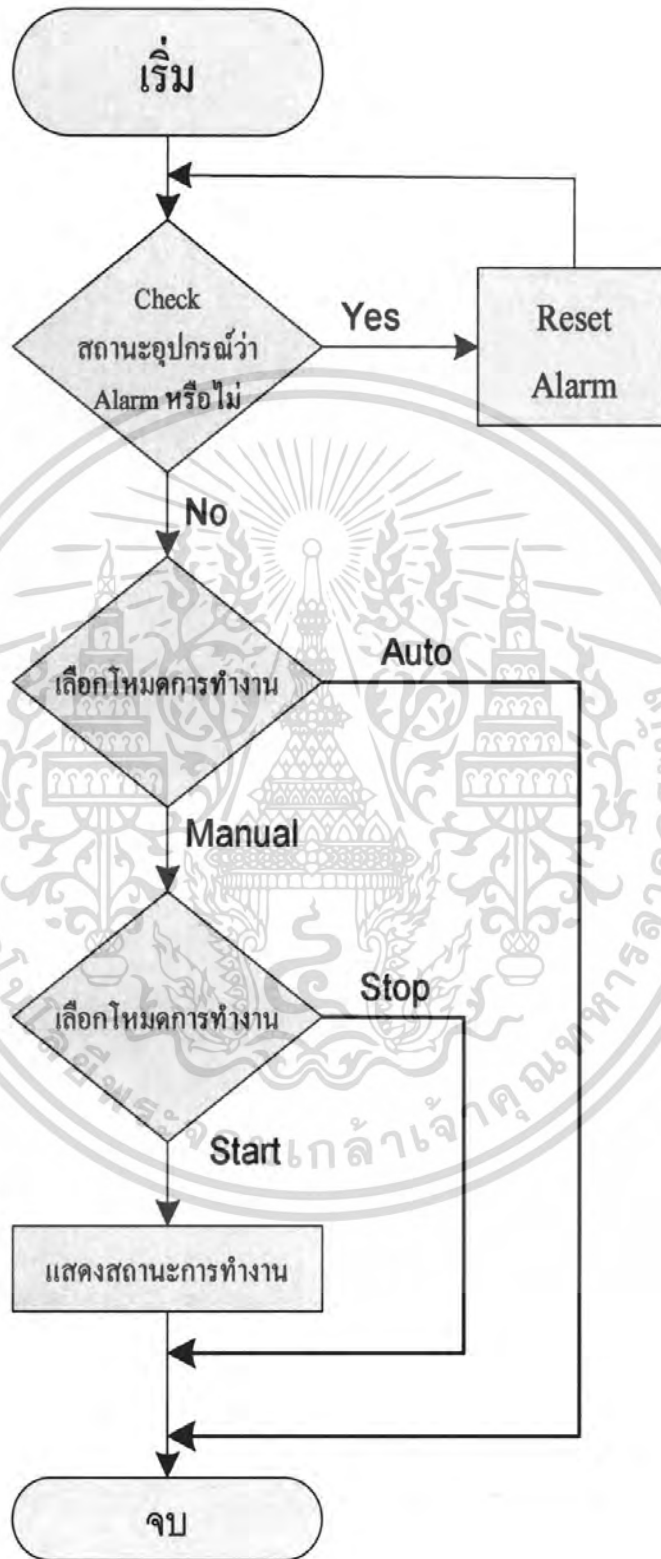 เริ่ม
Check
สถานะอุปกรณ์ว่า
Alarm หรือไม่
Yes
Reset
Alarm
No
เลือกโหมดการทำงาน
Auto
Manual
เลือกโหมดการทำงาน
Stop
Start
แสดงสถานะการทำงาน
จบ